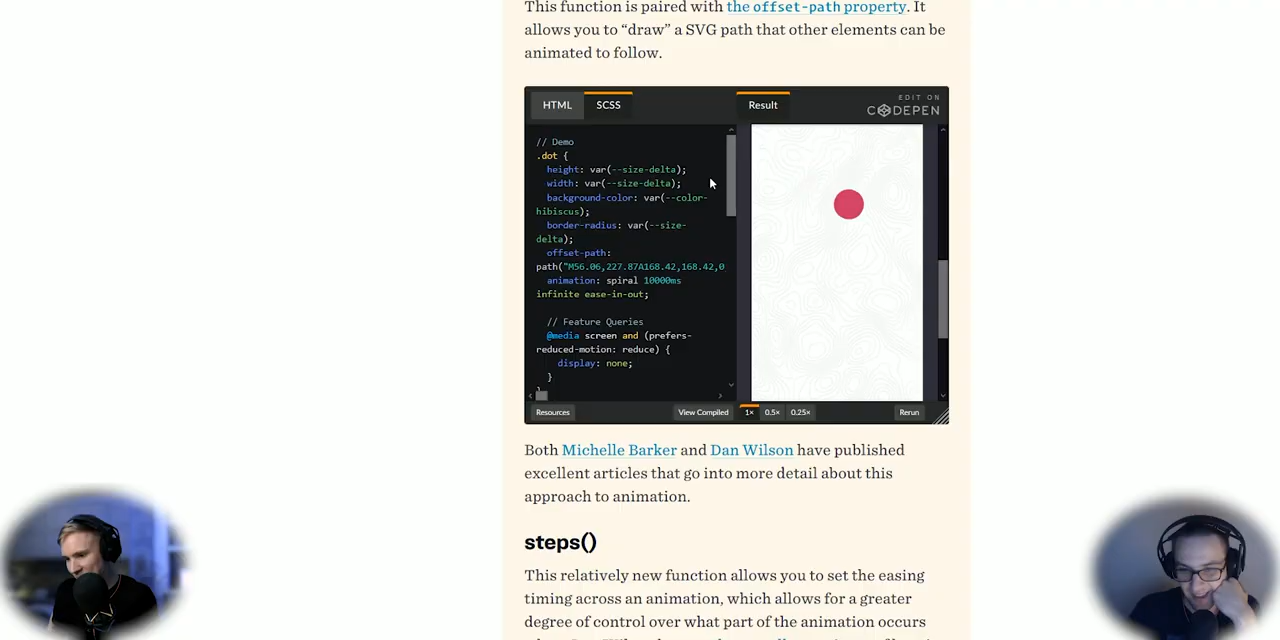 This function is paired with the offset-path property. It
allows you to “draw” a SVG path that other elements can be
animated to follow.
HTML
SCSS
Result
EDIT ON
CODEPEN
// Demo
.dot {
height: var(--size-delta);
width: var(--size-delta);
background-color: var(--color-
hibiscus);
border-radius: var(--size-
delta);
offset-path:
path("M56.06,227.87A168.42,168.42,0
animation: spiral 10000ms
infinite ease-in-out;
// Feature Queries
@media screen and (prefers-
reduced-motion: reduce) {
display: none;
}
Resources
View Compiled
1×
0.5×
0.25×
Rerun
Both Michelle Barker and Dan Wilson have published
excellent articles that go into more detail about this
approach to animation.
steps()
This relatively new function allows you to set the easing
timing across an animation, which allows for a greater
degree of control over what part of the animation occurs